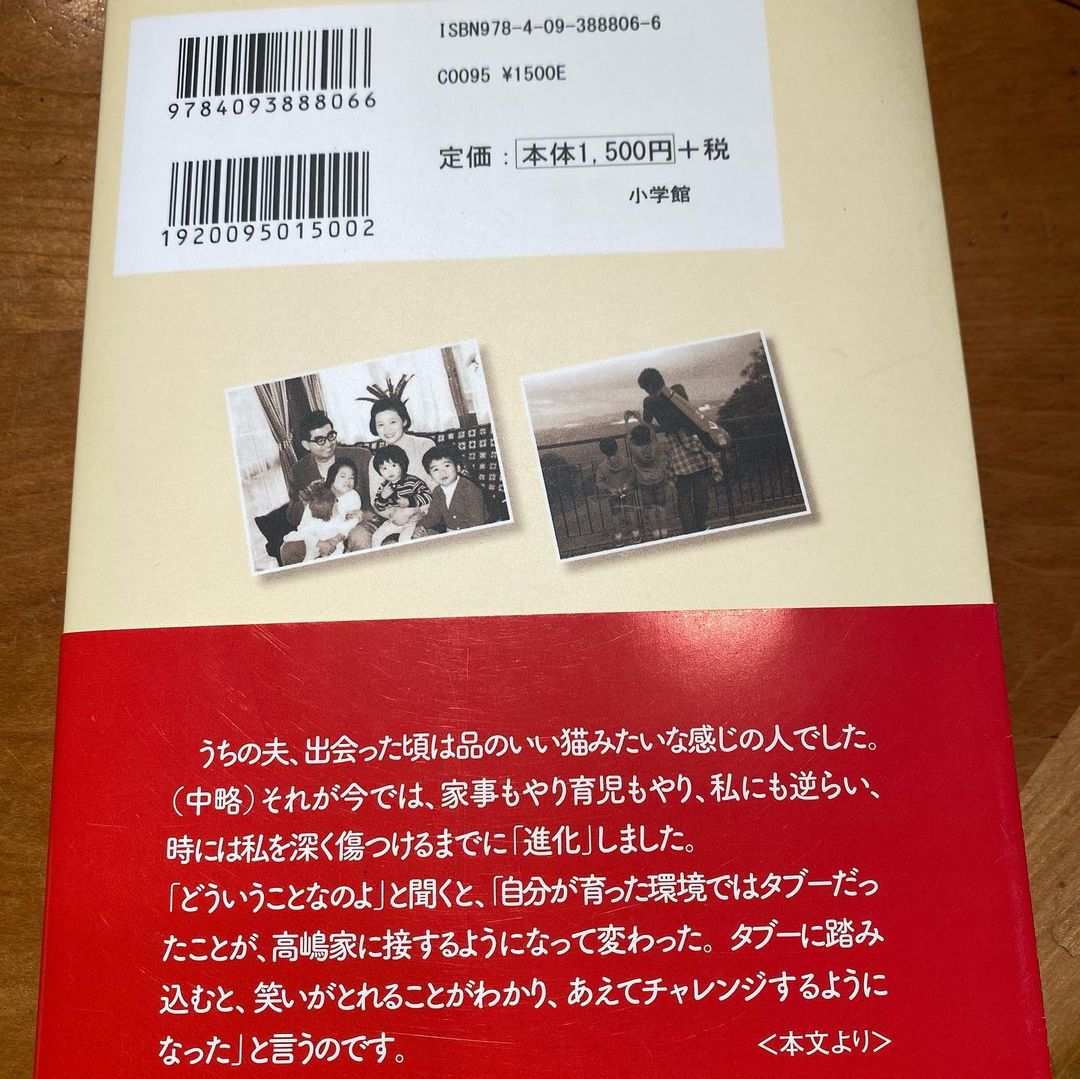 ISBN978-4-09-388806-6
C0095 ¥1500E
9784093888066
定価：本体1,500円＋税
小学館
1920095015002
うちの夫、出会った頃は品のいい猫みたいな感じの人でした。
（中略）それが今では、家事もやり育児もやり、私にも逆らい、
時には私を深く傷つけるまでに「進化」しました。
「どういうことなのよ」と聞くと、「自分が育った環境ではタブーだっ
たことが、高嶋家に接するようになって変わった。タブーに踏み
込むと、笑いがとれることがわかり、あえてチャレンジするように
なった」と言うのです。
＜本文より＞